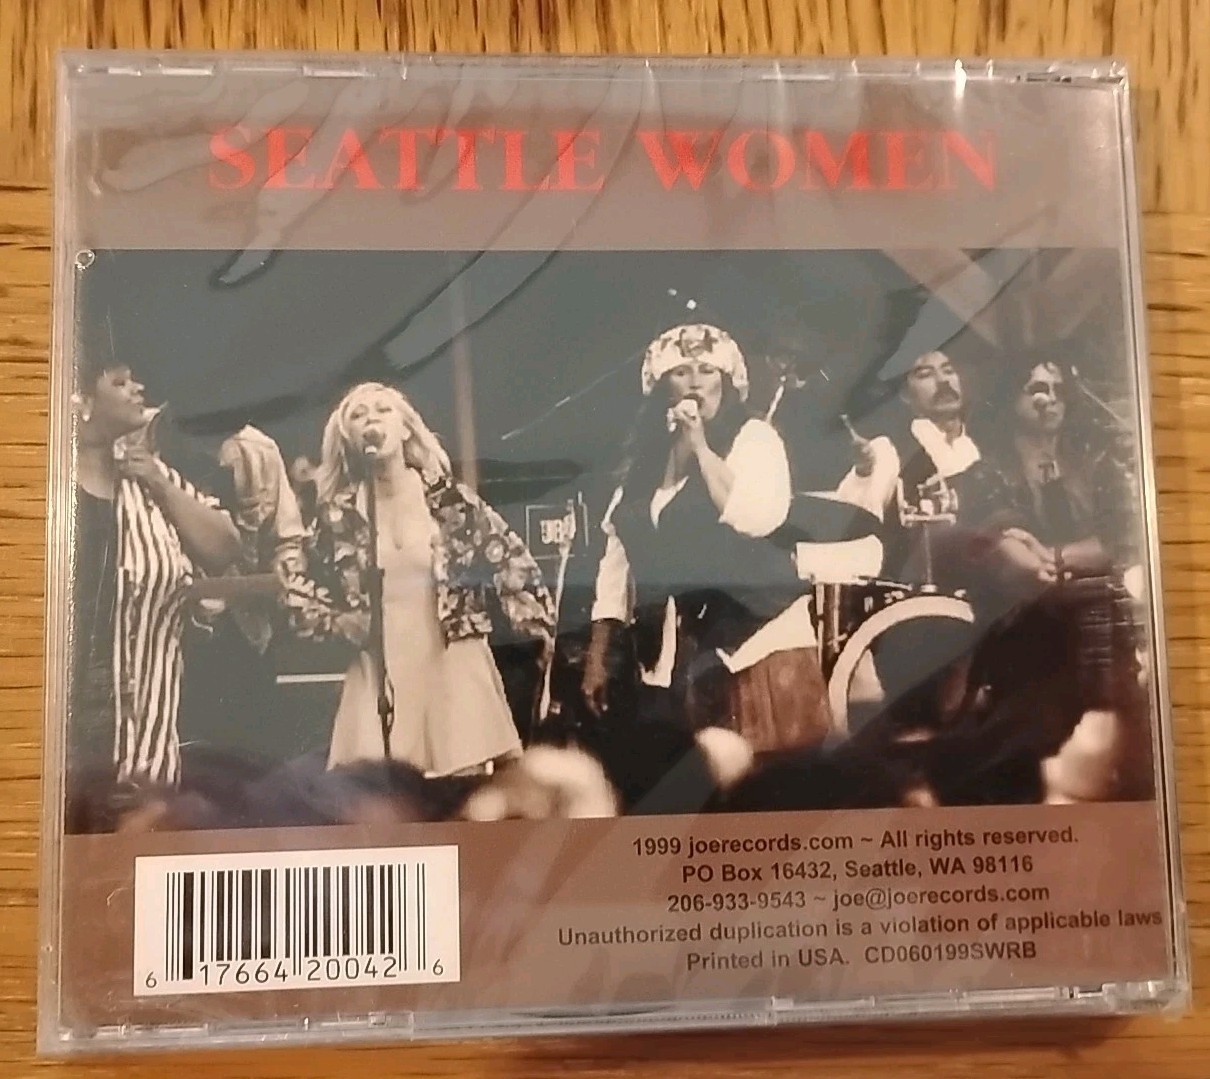 SEATTLE WOMEN
JBL
1999 joerecords.com ~ All rights reserved.
PO Box 16432, Seattle, WA 98116
206-933-9543 ~ joe@joerecords.com
Unauthorized duplication is a violation of applicable laws
Printed in USA. CD060199SWRB
6 17664 20042 6